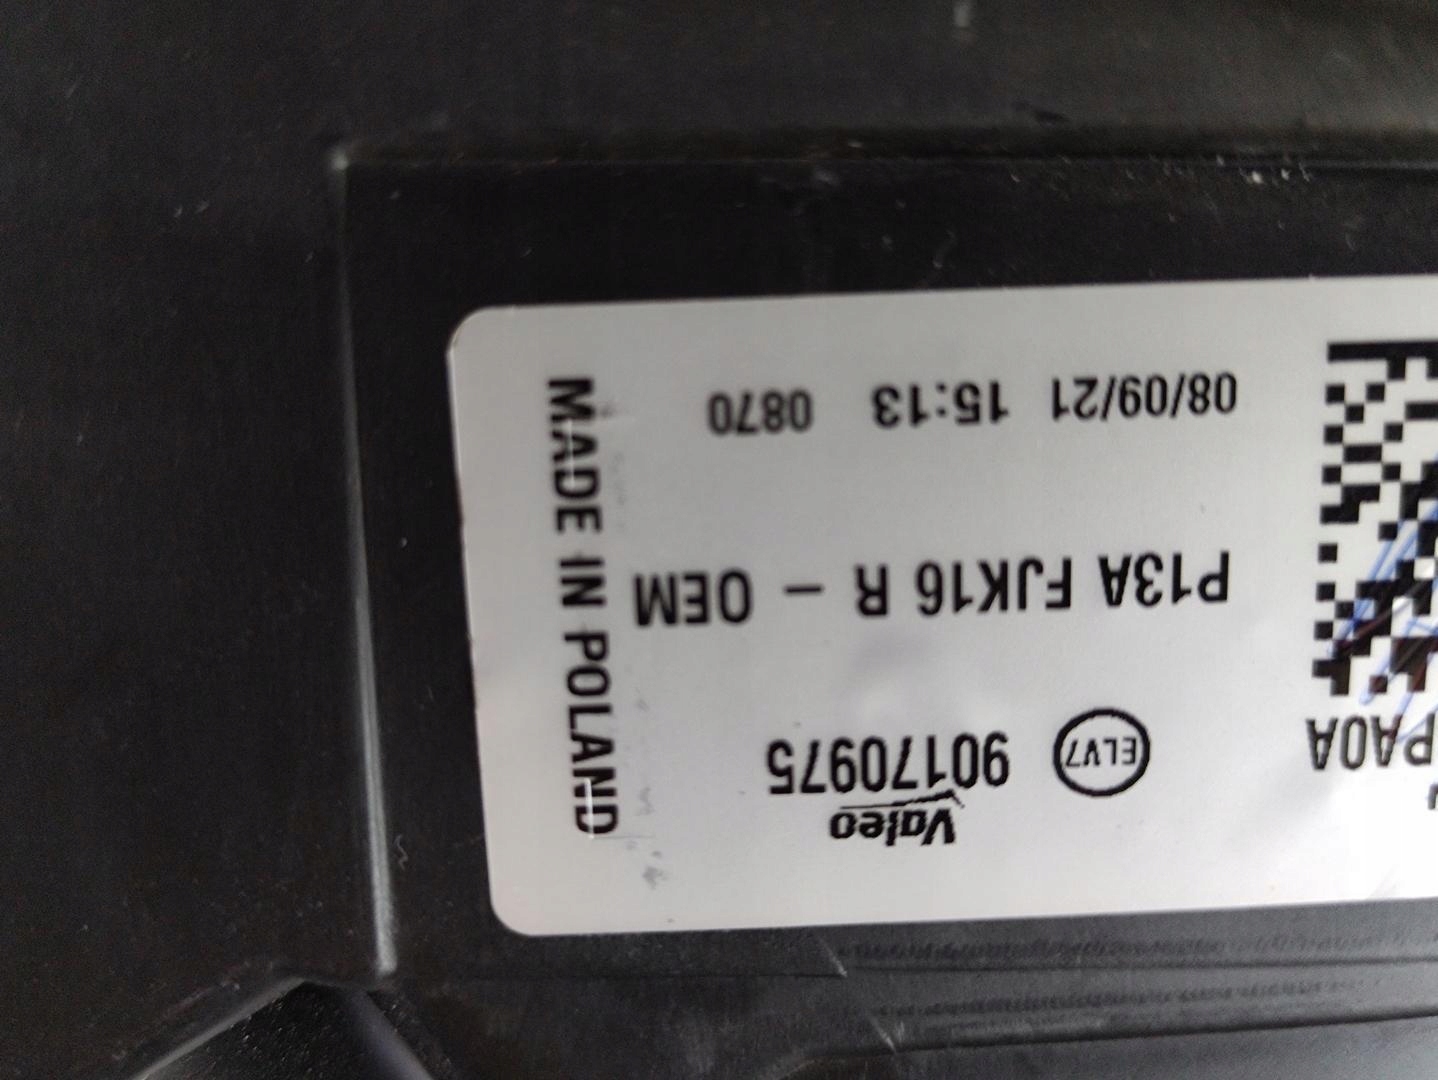 Valeo
PA0A ELV7 90170975
P13A FJK16 R - OEM
08/09/21 15:13 0870
MADE IN POLAND